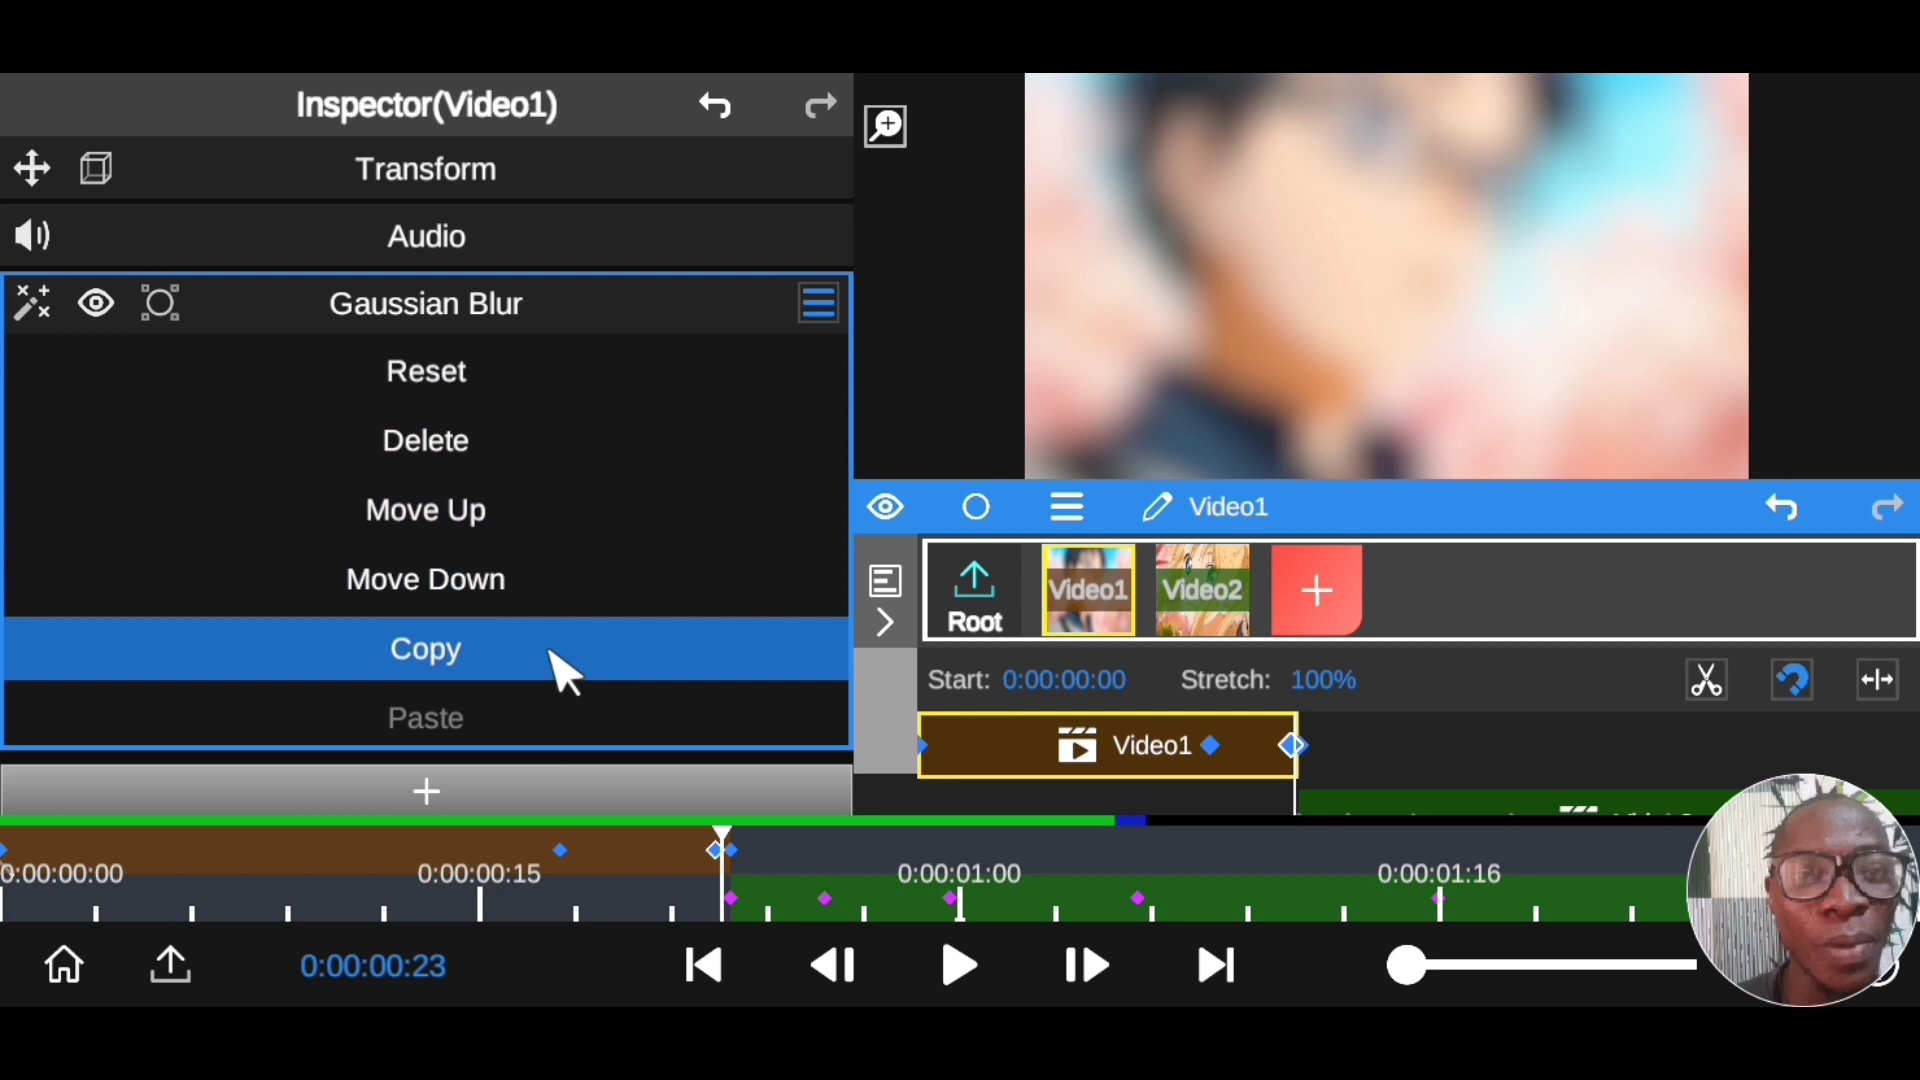 Inspector(Video1)
Transform
Audio
Gaussian Blur
Reset
Delete
Move Up
Move Down
Copy
Paste
Video1
Root
Video1
Video2
Start: 0:00:00:00
Stretch: 100%
Video1
0:00:00:00
0:00:00:15
0:00:01:00
0:00:01:16
0:00:00:23